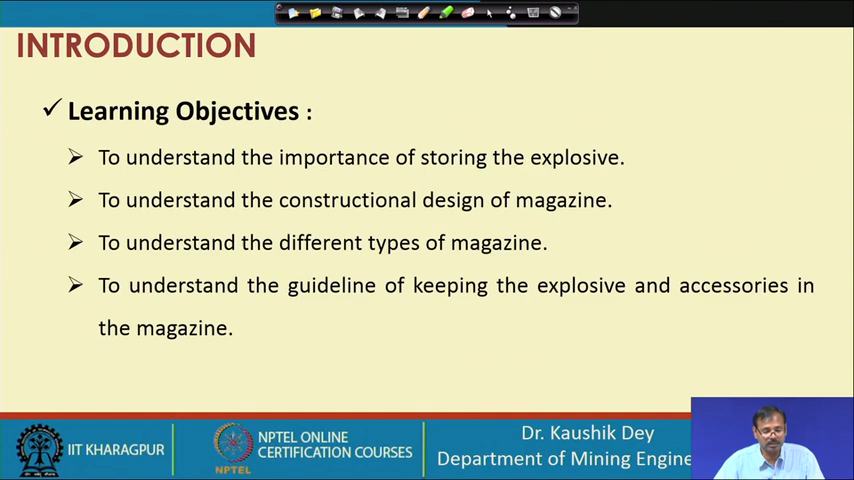 INTRODUCTION
✓ Learning Objectives :
➢ To understand the importance of storing the explosive.
➢ To understand the constructional design of magazine.
➢ To understand the different types of magazine.
➢ To understand the guideline of keeping the explosive and accessories in
the magazine.
IIT KHARAGPUR
NPTEL
NPTEL ONLINE
CERTIFICATION COURSES
Dr. Kaushik Dey
Department of Mining Engine